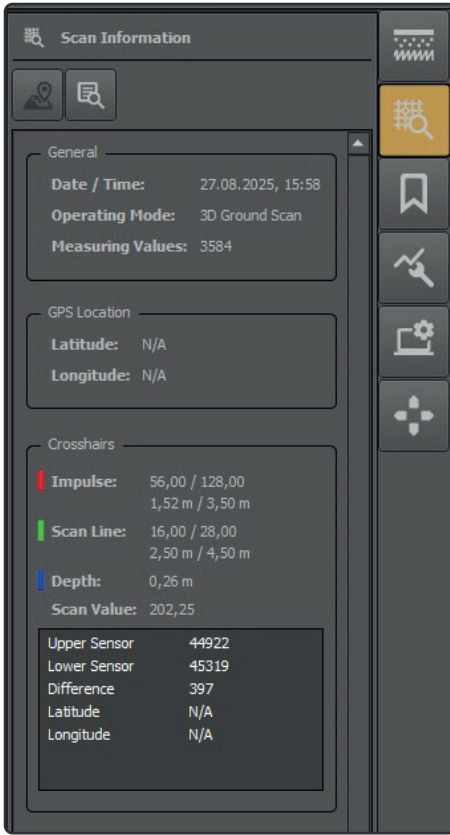 Scan Information
General
Date / Time: 27.08.2025, 15:58
Operating Mode: 3D Ground Scan
Measuring Values: 3584
GPS Location
Latitude: N/A
Longitude: N/A
Crosshairs
Impulse: 56,00 / 128,00
1,52 m / 3,50 m
Scan Line: 16,00 / 28,00
2,50 m / 4,50 m
Depth: 0,26 m
Scan Value: 202,25
Upper Sensor 44922
Lower Sensor 45319
Difference 397
Latitude N/A
Longitude N/A